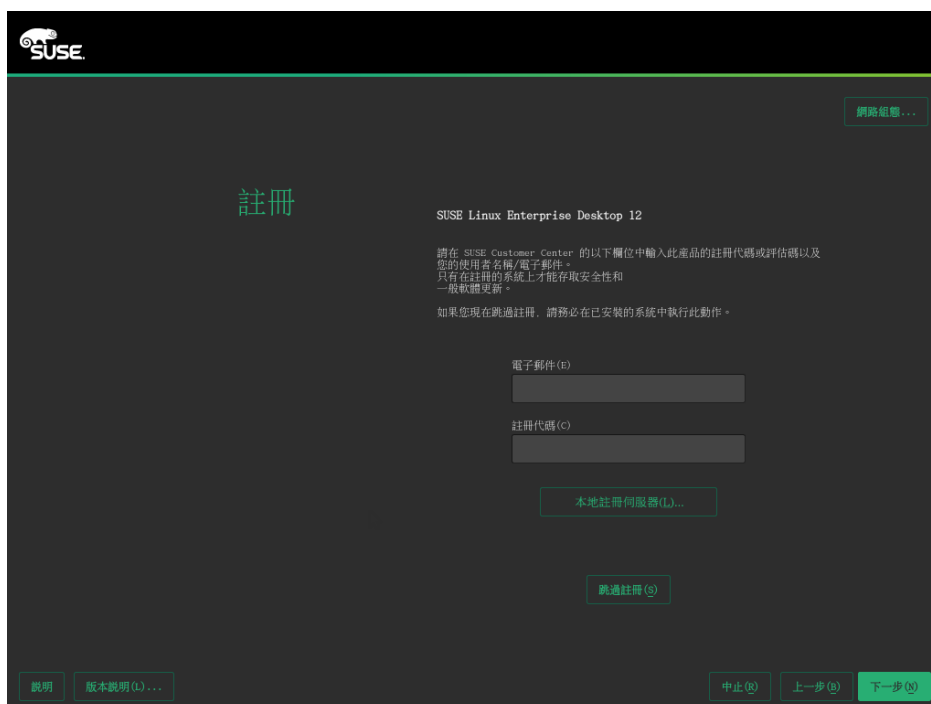 SUSE.
網路組態...
註冊
SUSE Linux Enterprise Desktop 12
請在 SUSE Customer Center 的以下欄位中輸入此產品的註冊代碼或評估碼以及
您的使用者名稱/電子郵件。
只有在註冊的系統上才能存取安全性和
一般軟體更新。
如果您現在跳過註冊，請務必在已安裝的系統中執行此動作。
電子郵件(E)
註冊代碼(C)
本地註冊伺服器(L)...
跳過註冊(S)
說明
版本說明(L)...
中止(R)
上一步(B)
下一步(N)